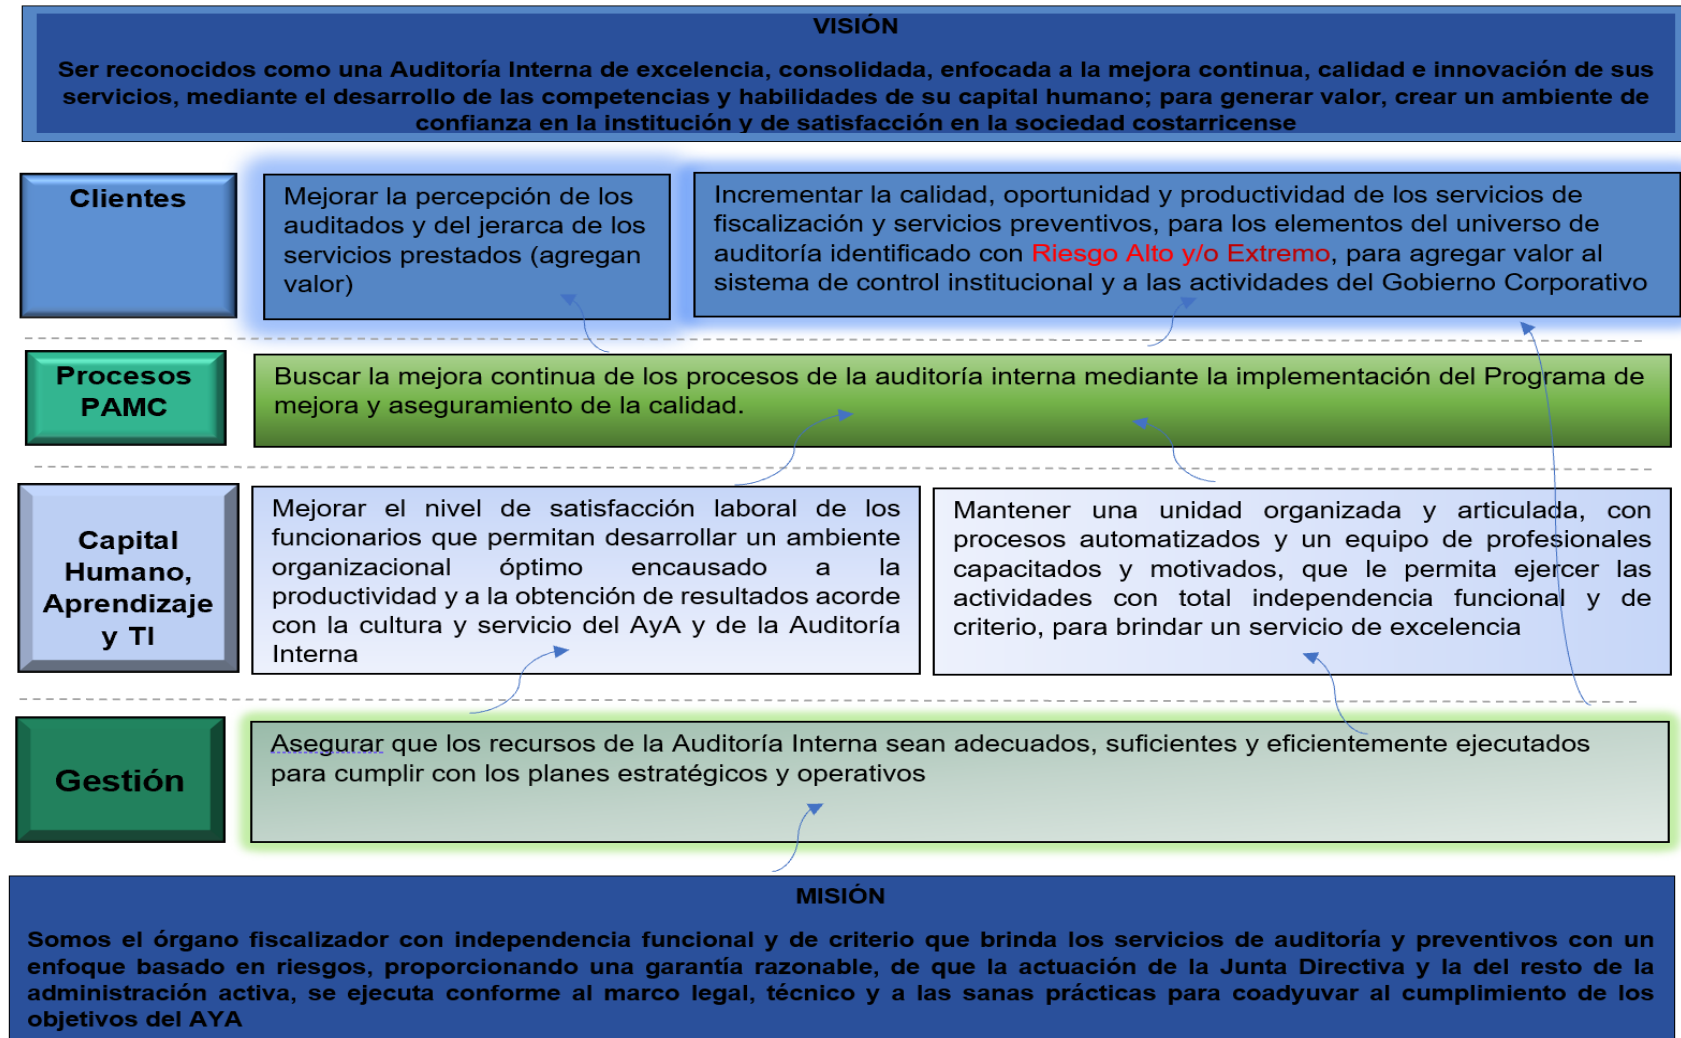 VISIÓN
Ser reconocidos como una Auditoría Interna de excelencia, consolidada, enfocada a la mejora continua, calidad e innovación de sus
servicios, mediante el desarrollo de las competencias y habilidades de su capital humano; para generar valor, crear un ambiente de
confianza en la institución y de satisfacción en la sociedad costarricense
Clientes
Mejorar la percepción de los
auditados y del jerarca de los
servicios prestados (agregan
valor)
Incrementar la calidad, oportunidad y productividad de los servicios de
fiscalización y servicios preventivos, para los elementos del universo de
auditoría identificado con Riesgo Alto y/o Extremo, para agregar valor al
sistema de control institucional y a las actividades del Gobierno Corporativo
Procesos
PAMC
Buscar la mejora continua de los procesos de la auditoría interna mediante la implementación del Programa de
mejora y aseguramiento de la calidad.
Capital
Humano,
Aprendizaje
y TI
Mejorar el nivel de satisfacción laboral de los
funcionarios que permitan desarrollar un ambiente
organizacional óptimo encausado a la
productividad y a la obtención de resultados acorde
con la cultura y servicio del AyA y de la Auditoría
Interna
Mantener una unidad organizada y articulada, con
procesos automatizados y un equipo de profesionales
capacitados y motivados, que le permita ejercer las
actividades con total independencia funcional y de
criterio, para brindar un servicio de excelencia
Gestión
Asegurar que los recursos de la Auditoría Interna sean adecuados, suficientes y eficientemente ejecutados
para cumplir con los planes estratégicos y operativos
MISIÓN
Somos el órgano fiscalizador con independencia funcional y de criterio que brinda los servicios de auditoría y preventivos con un
enfoque basado en riesgos, proporcionando una garantía razonable, de que la actuación de la Junta Directiva y la del resto de la
administración activa, se ejecuta conforme al marco legal, técnico y a las sanas prácticas para coadyuvar al cumplimiento de los
objetivos del AYA